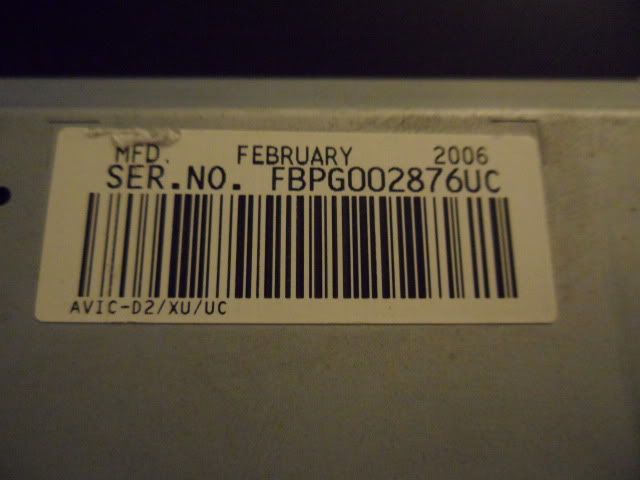 MFD. FEBRUARY 2006
SER.NO. FBPG002876UC
AVIC-D2/XU/UC